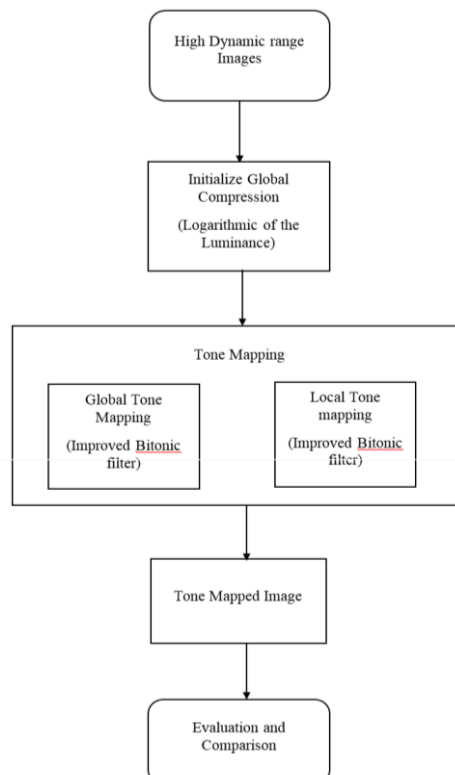 High Dynamic range
Images
Initialize Global
Compression
(Logarithmic of the
Luminance)
Tone Mapping
Global Tone
Mapping
(Improved Bitonic
filter)
Local Tone
mapping
(Improved Bitonic
filter)
Tone Mapped Image
Evaluation and
Comparison